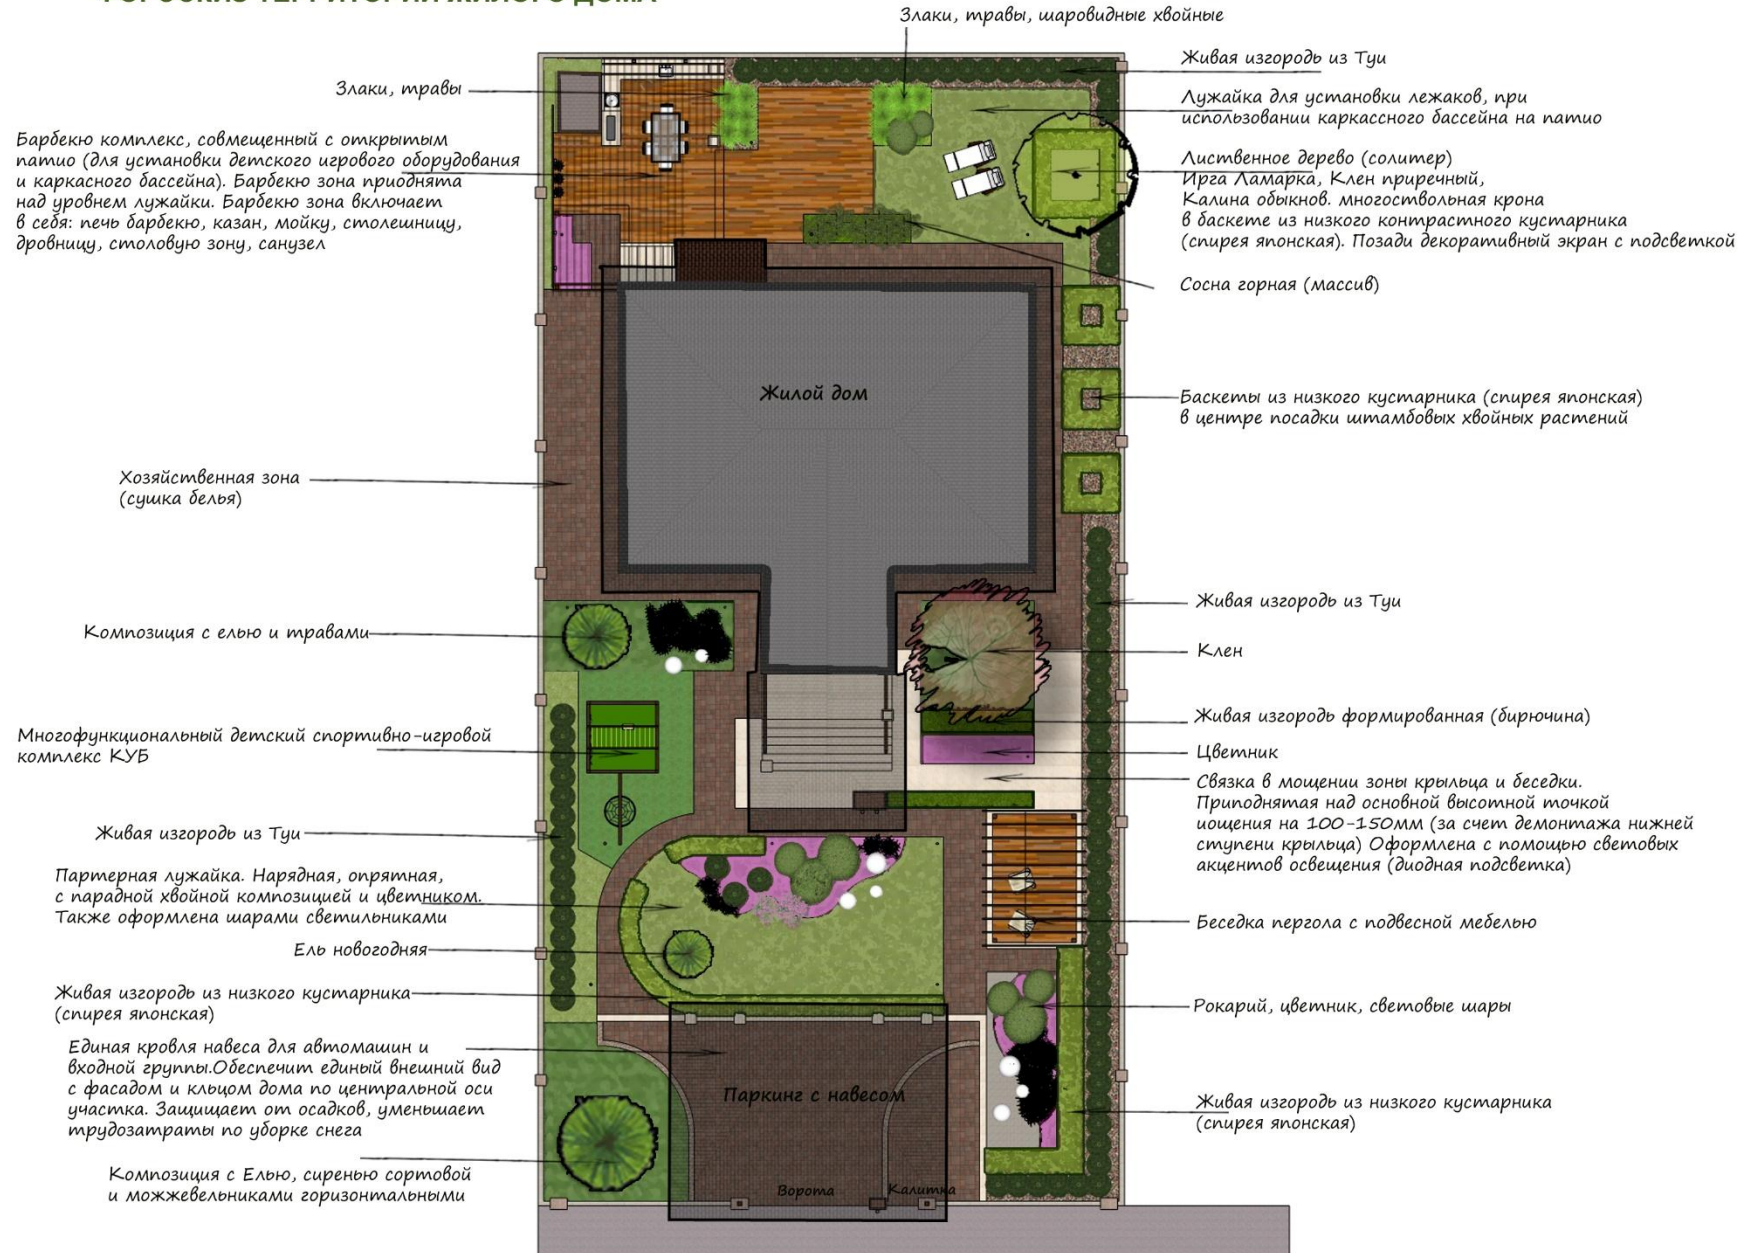 ТЕРРИТОРИИ ЖИЛОГО ДОМА
Злаки, травы, шаровидные хвойные
Живая изгородь из Туи
Злаки, травы
Лужайка для установки лежаков, при
использовании каркассного бассейна на патио
Барбекю комплекс, совмещенный с открытым
патио (для установки детского игрового оборудования
и каркасного бассейна). Барбекю зона приоднята
над уровнем лужайки. Барбекю зона включает
в себя: печь барбекю, казан, мойку, столешницу,
дровницу, столовую зону, санузел
Лиственное дерево (солитер)
Ирга Ламарка, Клен приречный,
Калина обыкнов. многоствольная крона
в баскете из низкого контрастного кустарника
(спирея японская). Позади декоративный экран с подсветкой
Сосна горная (массив)
Жилой дом
Баскеты из низкого кустарника (спирея японская)
в центре посадки штамбовых хвойных растений
Хозяйственная зона
(сушка белья)
Живая изгородь из Туи
Композиция с елью и травами
Клен
Живая изгородь формированная (бирючина)
Многофункциональный детский спортивно-игровой
комплекс КУБ
Цветник
Связка в мощении зоны крыльца и беседки.
Приподнятая над основной высотной точкой
иощения на 100-150мм (за счет демонтажа нижней
ступени крыльца) Оформлена с помощью световых
акцентов освещения (диодная подсветка)
Живая изгородь из Туи
Партерная лужайка. Нарядная, опрятная,
с парадной хвойной композицией и цветником.
Также оформлена шарами светильниками
Беседка пергола с подвесной мебелью
Ель новогодняя
Живая изгородь из низкого кустарника
(спирея японская)
Рокарий, цветник, световые шары
Единая кровля навеса для автомашин и
входной группы.Обеспечит единый внешний вид
с фасадом и кльцом дома по центральной оси
участка. Защищает от осадков, уменьшает
трудозатраты по уборке снега
Паркинг с навесом
Живая изгородь из низкого кустарника
(спирея японская)
Композиция с Елью, сиренью сортовой
и можжевельниками горизонтальными
Ворота
Калитка